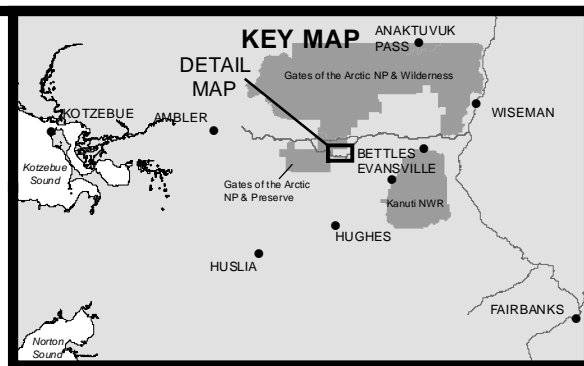 KEY MAP
ANAKTUVUK
PASS
DETAIL
MAP
Gates of the Arctic NP & Wilderness
KOTZEBUE
AMBLER
WISEMAN
Kotzebue
Sound
BETTLES
EVANSVILLE
Gates of the Arctic
NP & Preserve
Kanuti NWR
HUGHES
HUSLIA
FAIRBANKS
Norton
Sound